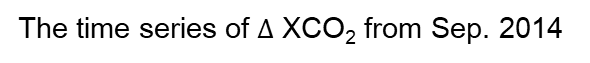 The time series of Δ XCO₂ from Sep. 2014